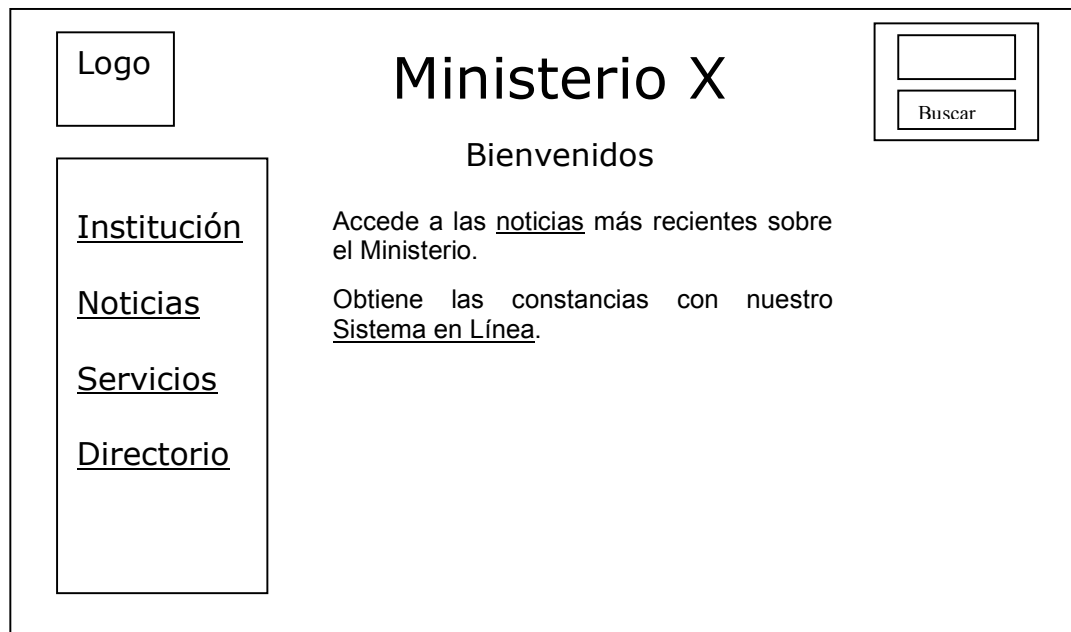 Logo
Ministerio X
Buscar
Bienvenidos
Institución
Noticias
Servicios
Directorio
Accede a las noticias más recientes sobre
el Ministerio.
Obtiene las constancias con nuestro
Sistema en Línea.